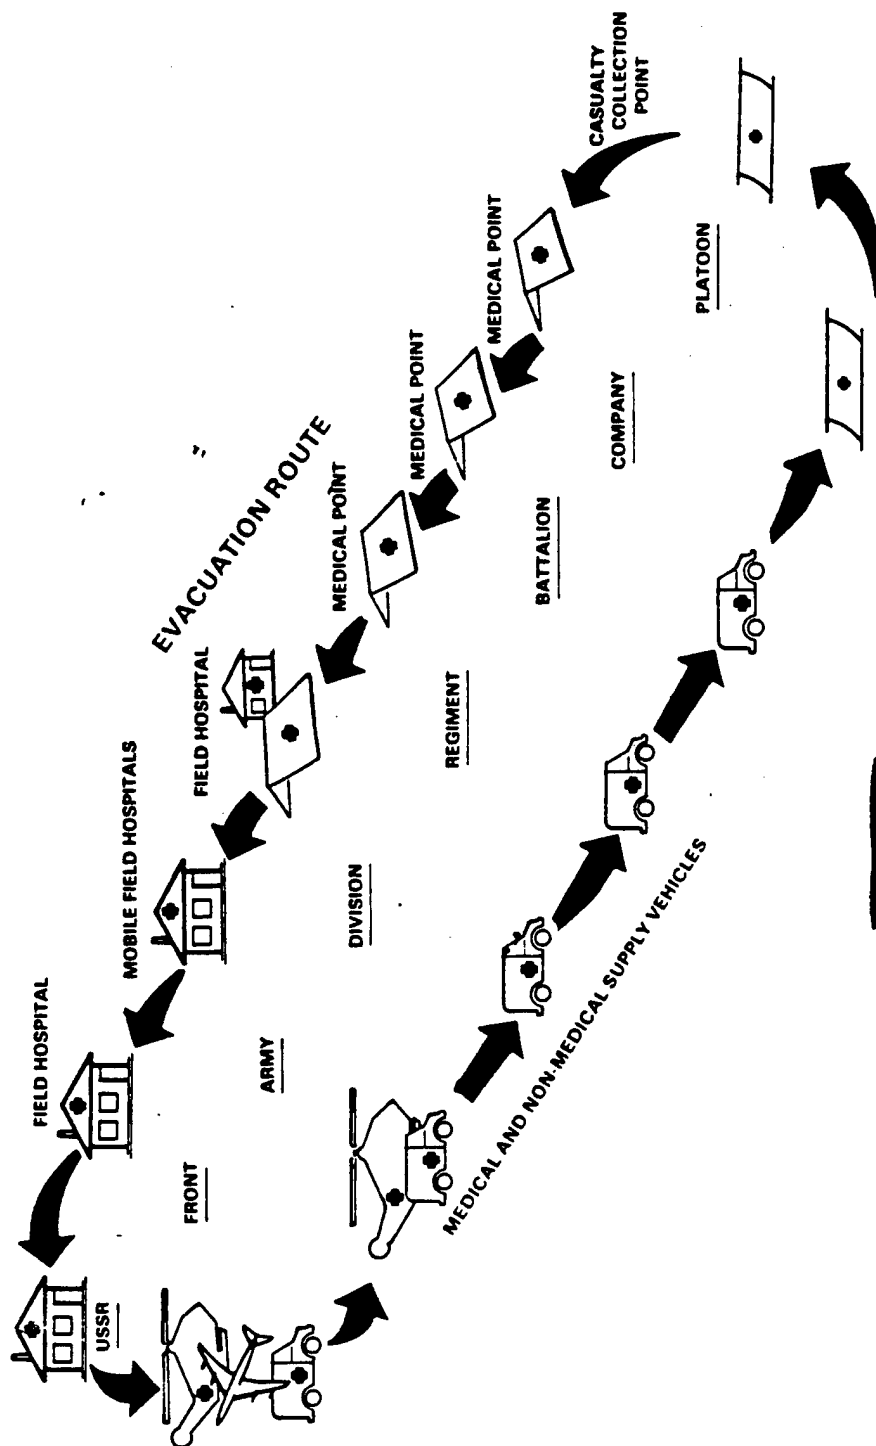 EVACUATION ROUTE
USSR
FRONT
ARMY
DIVISION
REGIMENT
BATTALION
COMPANY
PLATOON
FIELD HOSPITAL
MOBILE FIELD HOSPITALS
FIELD HOSPITAL
MEDICAL POINT
MEDICAL POINT
MEDICAL POINT
CASUALTY
COLLECTION
POINT
MEDICAL AND NON-MEDICAL SUPPLY VEHICLES